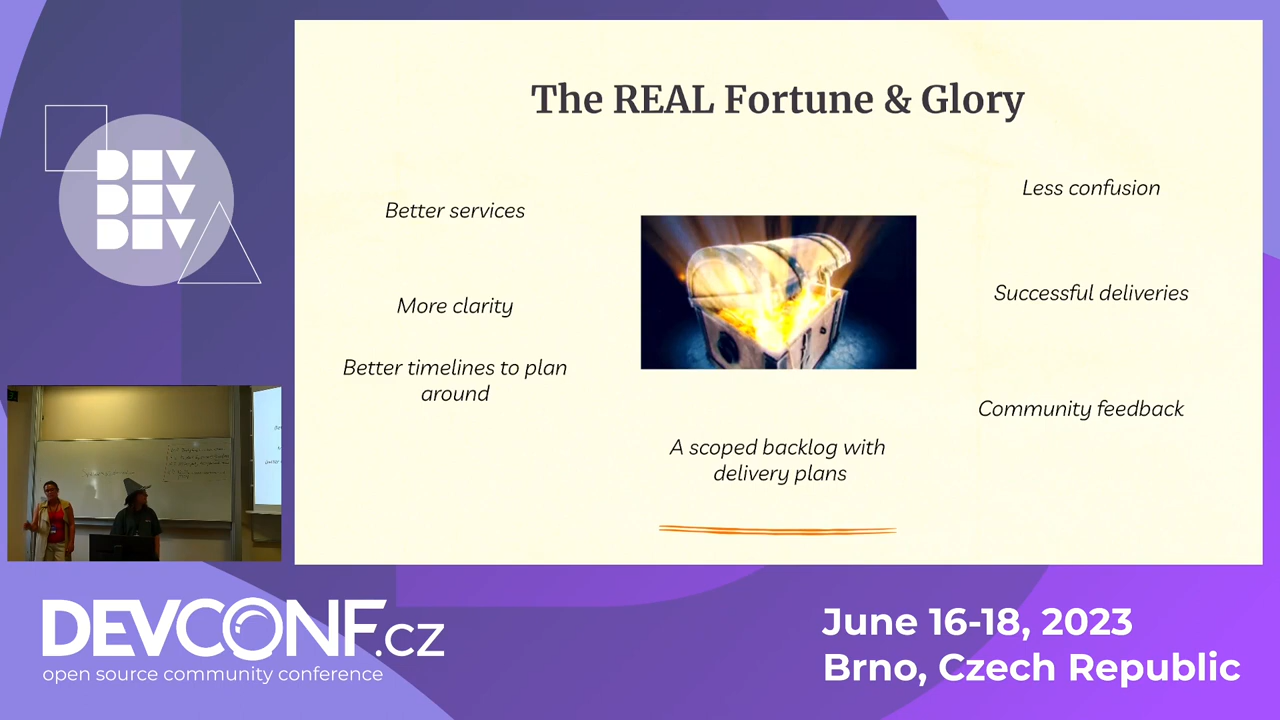 DEV
DEV
DEV
The REAL Fortune & Glory
Better services
More clarity
Better timelines to plan
around
Less confusion
Successful deliveries
Community feedback
A scoped backlog with
delivery plans
DEVCONF.cz
open source community conference
June 16-18, 2023
Brno, Czech Republic